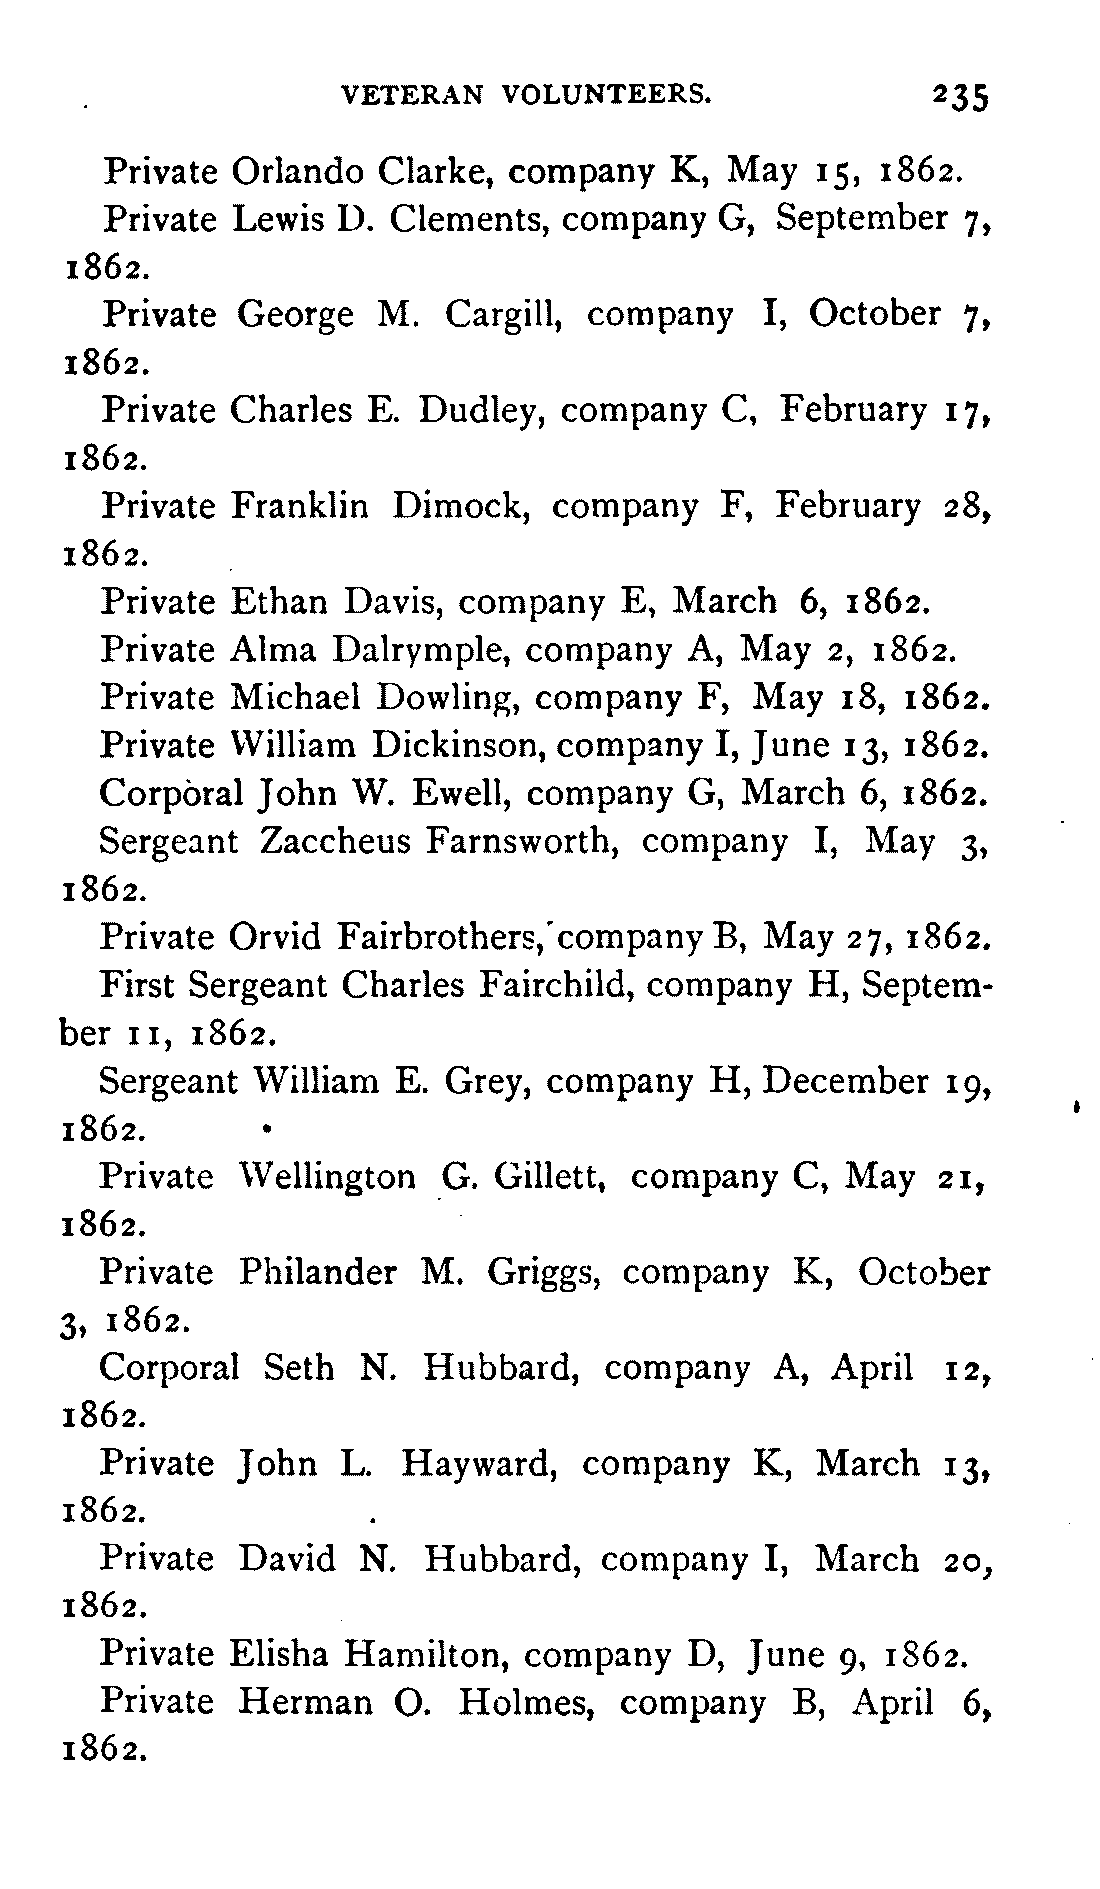 VETERAN VOLUNTEERS. 235
Private Orlando Clarke, company K, May 15, 1862.
Private Lewis D. Clements, company G, September 7,
1862.
Private George M. Cargill, company I, October 7,
1862.
Private Charles E. Dudley, company C, February 17,
1862.
Private Franklin Dimock, company F, February 28,
1862.
Private Ethan Davis, company E, March 6, 1862.
Private Alma Dalrymple, company A, May 2, 1862.
Private Michael Dowling, company F, May 18, 1862.
Private William Dickinson, company I, June 13, 1862.
Corporal John W. Ewell, company G, March 6, 1862.
Sergeant Zaccheus Farnsworth, company I, May 3,
1862.
Private Orvid Fairbrothers, company B, May 27, 1862.
First Sergeant Charles Fairchild, company H, Septem-
ber 11, 1862.
Sergeant William E. Grey, company H, December 19,
1862.
Private Wellington G. Gillett, company C, May 21,
1862.
Private Philander M. Griggs, company K, October
3, 1862.
Corporal Seth N. Hubbard, company A, April 12,
1862.
Private John L. Hayward, company K, March 13,
1862.
Private David N. Hubbard, company I, March 20,
1862.
Private Elisha Hamilton, company D, June 9, 1862.
Private Herman O. Holmes, company B, April 6,
1862.